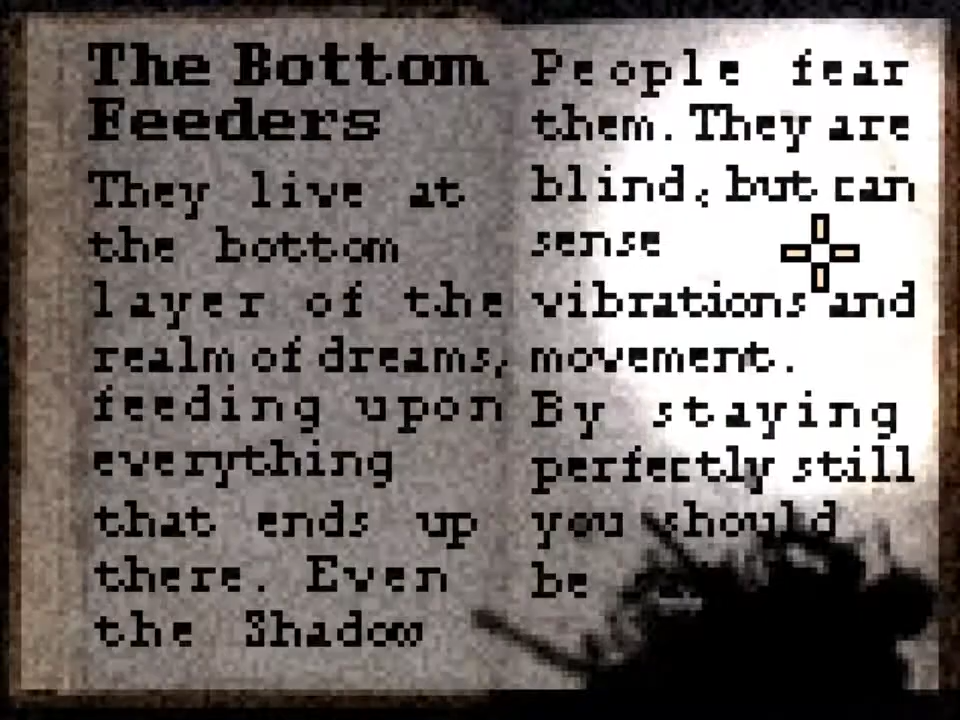 The Bottom
Feeders
They live at
the bottom
layer of the
realm of dreams,
feeding upon
everything
that ends up
there. Even
the Shadow
People fear
them. They are
blind, but can
sense
vibrations and
movement.
By staying
perfectly still
you should
be